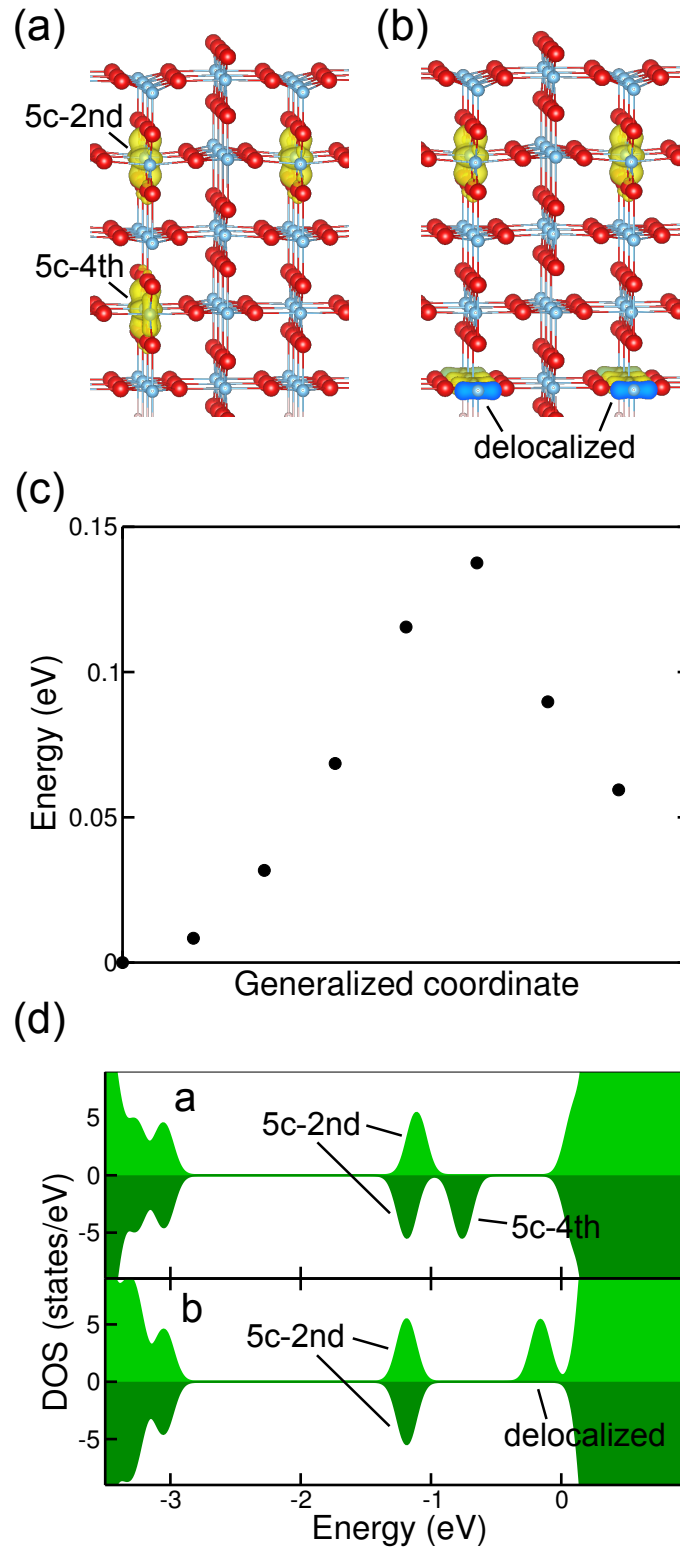 (a)
(b)
5c-2nd
5c-4th
delocalized
(c)
0.15
0.1
0.05
0
Energy (eV)
Generalized coordinate
(d)
a
5c-2nd
5c-4th
5
0
-5
b
5c-2nd
delocalized
5
0
-5
DOS (states/eV)
-3 -2 -1 0
Energy (eV)